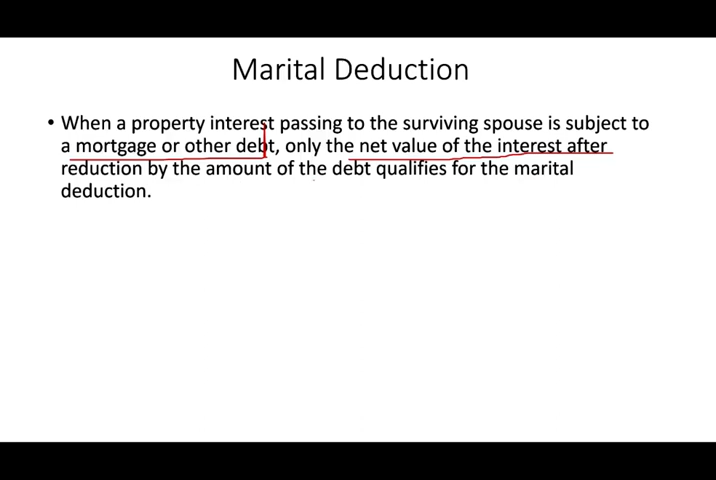 Marital Deduction
• When a property interest passing to the surviving spouse is subject to
a mortgage or other debt, only the net value of the interest after
reduction by the amount of the debt qualifies for the marital
deduction.